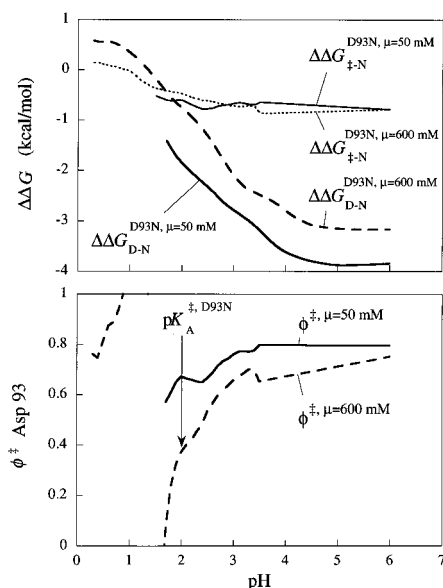 1
0
-1
-2
-3
-4
ΔΔG (kcal/mol)
ΔΔG‡-N D93N, μ=50 mM
ΔΔG‡-N D93N, μ=600 mM
ΔΔGD-N D93N, μ=600 mM
ΔΔGD-N D93N, μ=50 mM
1
0.8
0.6
0.4
0.2
0
ϕ‡ Asp 93
pKA ‡, D93N
ϕ‡, μ=50 mM
ϕ‡, μ=600 mM
0 1 2 3 4 5 6 7
pH